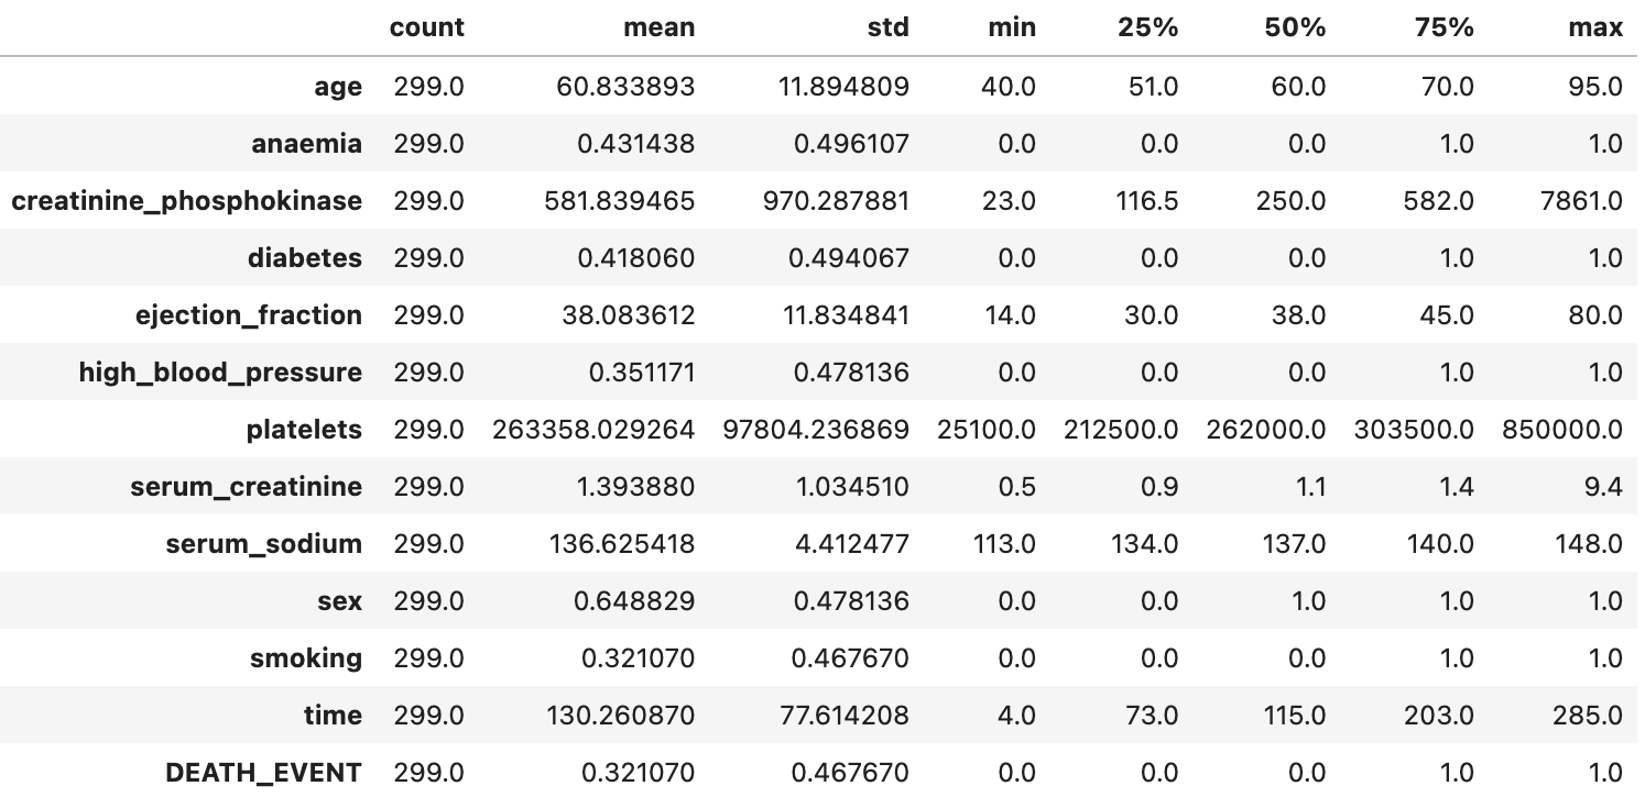 count mean std min 25% 50% 75% max
age 299.0 60.833893 11.894809 40.0 51.0 60.0 70.0 95.0
anaemia 299.0 0.431438 0.496107 0.0 0.0 0.0 1.0 1.0
creatinine_phosphokinase 299.0 581.839465 970.287881 23.0 116.5 250.0 582.0 7861.0
diabetes 299.0 0.418060 0.494067 0.0 0.0 0.0 1.0 1.0
ejection_fraction 299.0 38.083612 11.834841 14.0 30.0 38.0 45.0 80.0
high_blood_pressure 299.0 0.351171 0.478136 0.0 0.0 0.0 1.0 1.0
platelets 299.0 263358.029264 97804.236869 25100.0 212500.0 262000.0 303500.0 850000.0
serum_creatinine 299.0 1.393880 1.034510 0.5 0.9 1.1 1.4 9.4
serum_sodium 299.0 136.625418 4.412477 113.0 134.0 137.0 140.0 148.0
sex 299.0 0.648829 0.478136 0.0 0.0 1.0 1.0 1.0
smoking 299.0 0.321070 0.467670 0.0 0.0 0.0 1.0 1.0
time 299.0 130.260870 77.614208 4.0 73.0 115.0 203.0 285.0
DEATH_EVENT 299.0 0.321070 0.467670 0.0 0.0 0.0 1.0 1.0